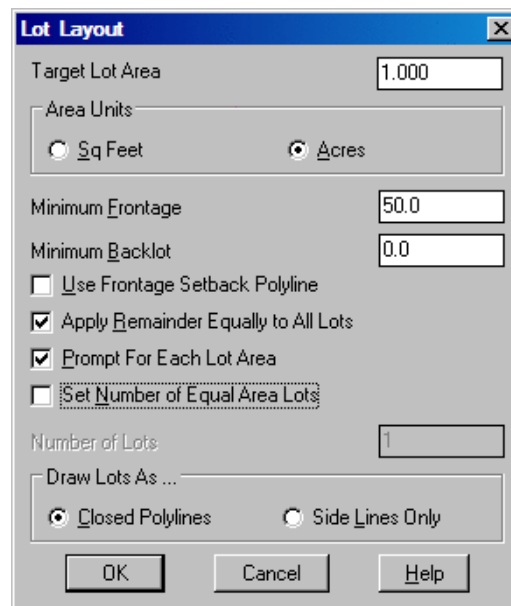 Lot Layout
Target Lot Area 1.000
Area Units
Sq Feet Acres
Minimum Frontage 50.0
Minimum Backlot 0.0
Use Frontage Setback Polyline
Apply Remainder Equally to All Lots
Prompt For Each Lot Area
Set Number of Equal Area Lots
Number of Lots 1
Draw Lots As ...
Closed Polylines Side Lines Only
OK Cancel Help